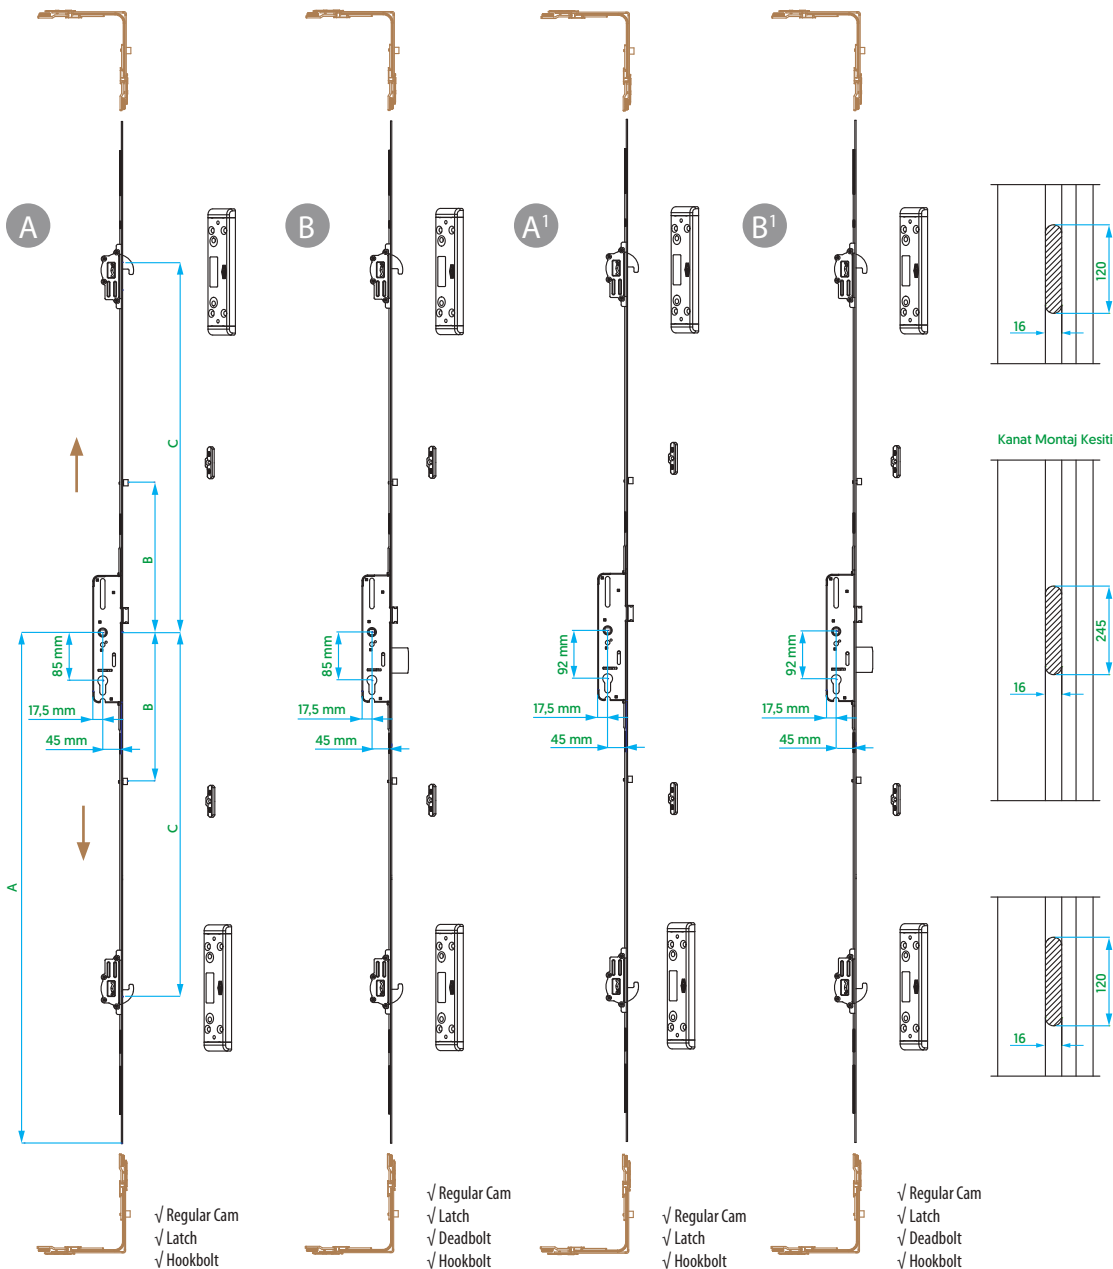 A
B
A¹
B¹
C
B
85 mm
B
17,5 mm
45 mm
C
A
85 mm
17,5 mm
45 mm
92 mm
17,5 mm
45 mm
92 mm
17,5 mm
45 mm
120
16
Kanat Montaj Kesiti
245
16
120
16
√ Regular Cam
√ Latch
√ Hookbolt
√ Regular Cam
√ Latch
√ Deadbolt
√ Hookbolt
√ Regular Cam
√ Latch
√ Hookbolt
√ Regular Cam
√ Latch
√ Deadbolt
√ Hookbolt